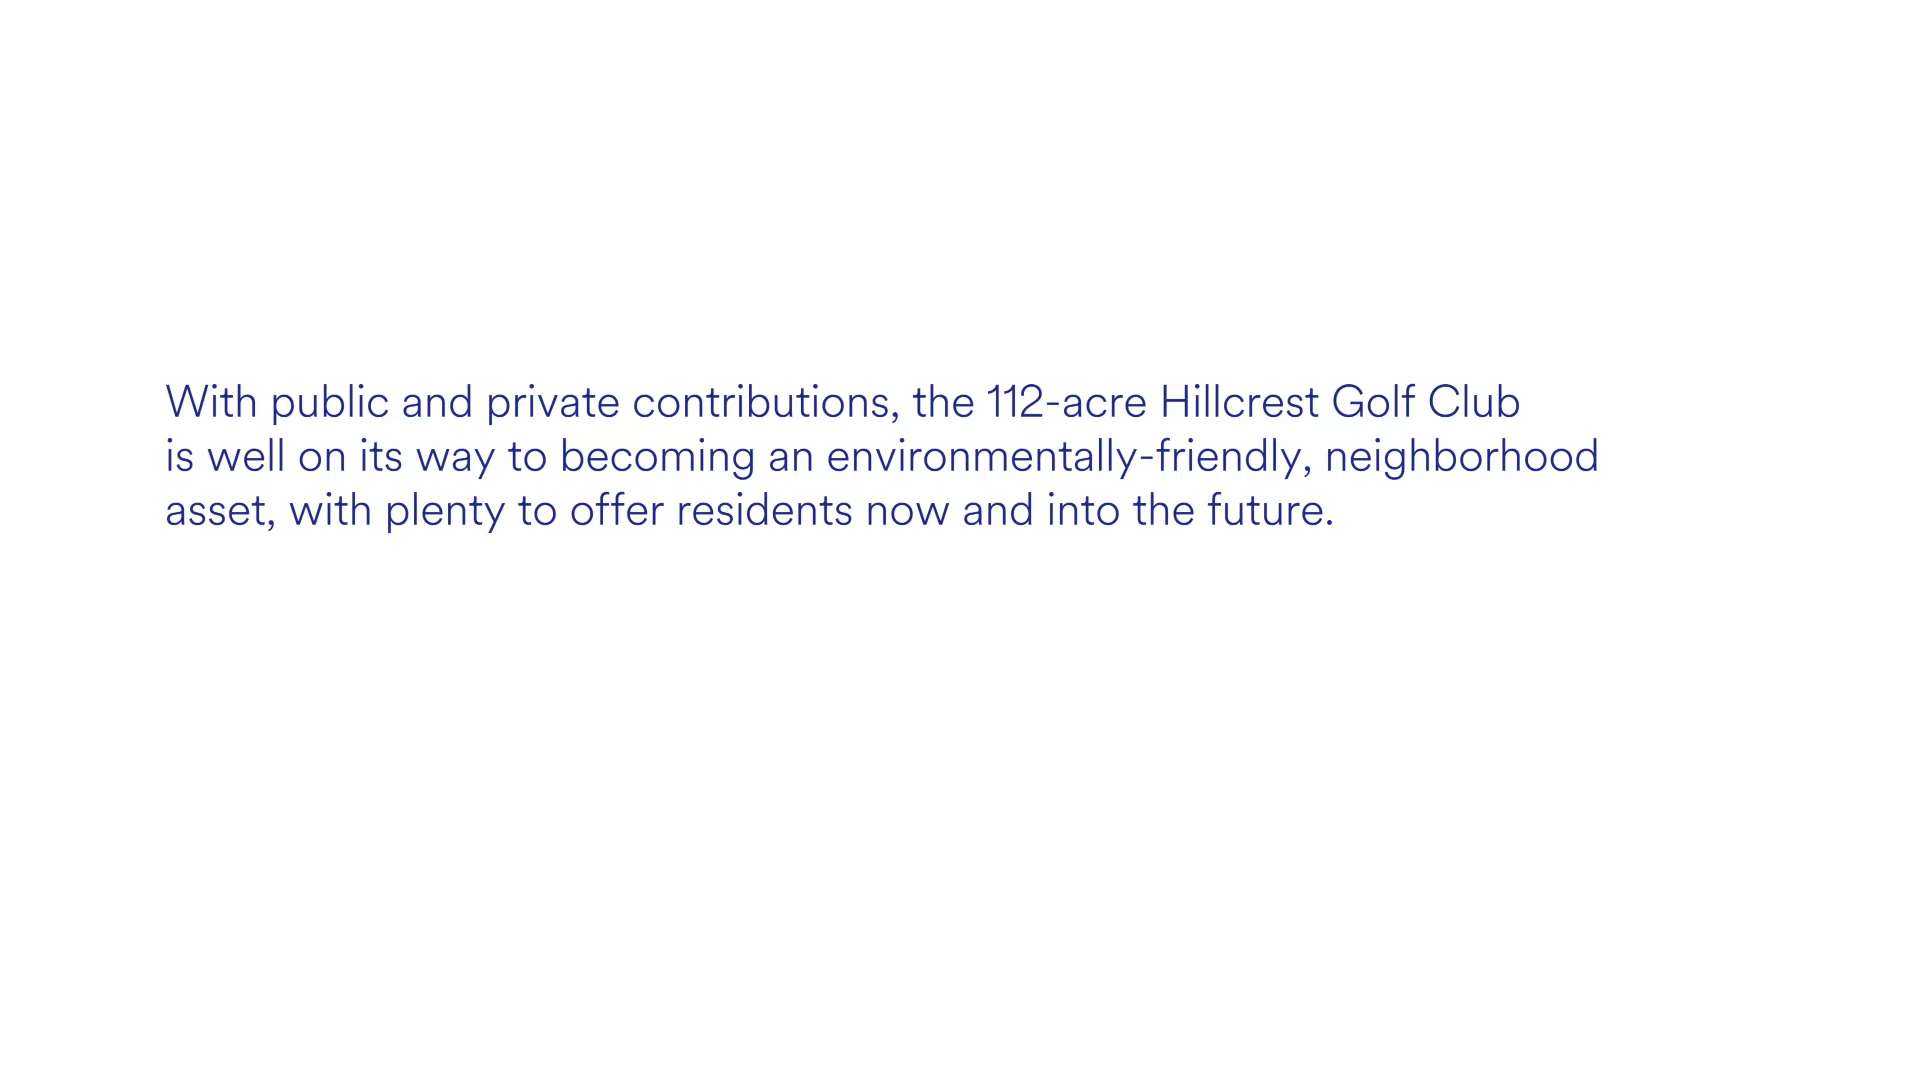 With public and private contributions, the 112-acre Hillcrest Golf Club
is well on its way to becoming an environmentally-friendly, neighborhood
asset, with plenty to offer residents now and into the future.